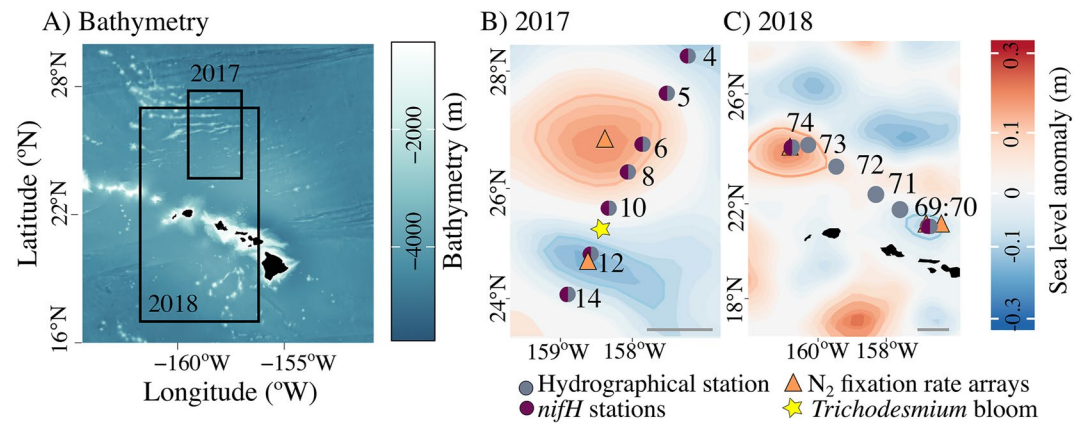 A) Bathymetry
B) 2017
C) 2018
28°N
22°N
16°N
Latitude (°N)
2017
2018
−160°W
−155°W
Longitude (°W)
−2000
−4000
Bathymetry (m)
4
5
6
8
10
12
14
28°N
26°N
24°N
159°W
158°W
74
73
72
71
69:70
26°N
22°N
18°N
160°W
158°W
0.3
0.1
0
-0.1
-0.3
Sea level anomaly (m)
Hydrographical station
N2 fixation rate arrays
nifH stations
Trichodesmium bloom